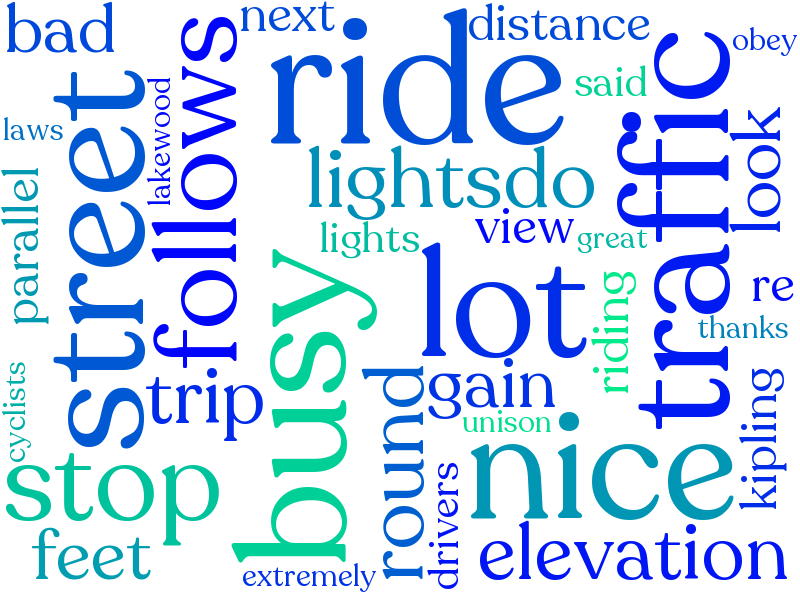 bad
next
ride
distance
obey
follows
street
lakewood
laws
said
traffic
look
parallel
lightsdo
lights
view
great
busy
lot
riding
re
thanks
cyclists
trip
round
gain
unison
nice
kipling
stop
drivers
feet
extremely
elevation